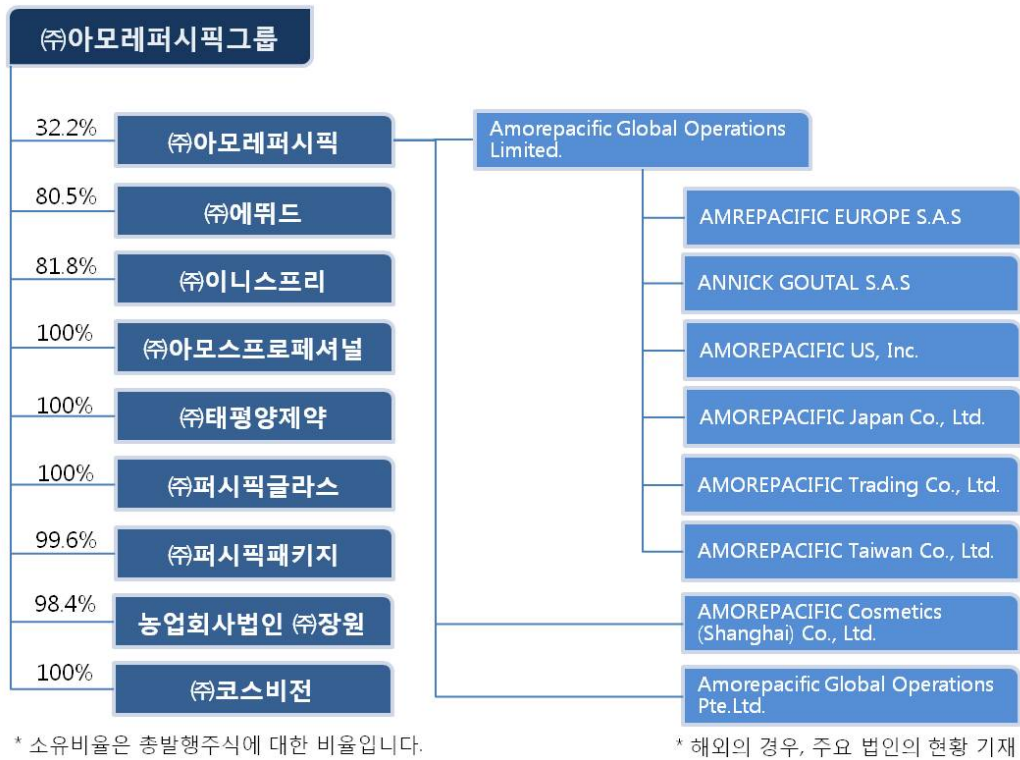 ㈜아모레퍼시픽그룹
32.2%
㈜아모레퍼시픽
80.5%
㈜에뛰드
81.8%
㈜이니스프리
100%
㈜아모스프로페셔널
100%
㈜태평양제약
100%
㈜퍼시픽글라스
99.6%
㈜퍼시픽패키지
98.4%
농업회사법인 ㈜장원
100%
㈜코스비전
Amorepacific Global Operations
Limited.
AMREPACIFIC EUROPE S.A.S
ANNICK GOUTAL S.A.S
AMOREPACIFIC US, Inc.
AMOREPACIFIC Japan Co., Ltd.
AMOREPACIFIC Trading Co., Ltd.
AMOREPACIFIC Taiwan Co., Ltd.
AMOREPACIFIC Cosmetics
(Shanghai) Co., Ltd.
Amorepacific Global Operations
Pte.Ltd.
* 소유비율은 총발행주식에 대한 비율입니다.
* 해외의 경우, 주요 법인의 현황 기재